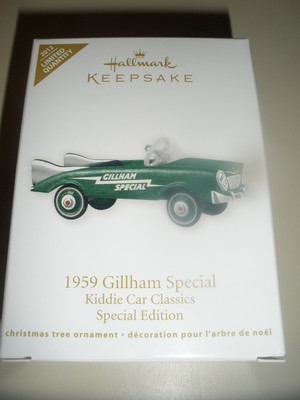 2012
LIMITED
QUANTITY
Hallmark
KEEPSAKE
GILLHAM
SPECIAL
1959 Gillham Special
Kiddie Car Classics
Special Edition
christmas tree ornament • décoration pour l'arbre de noël